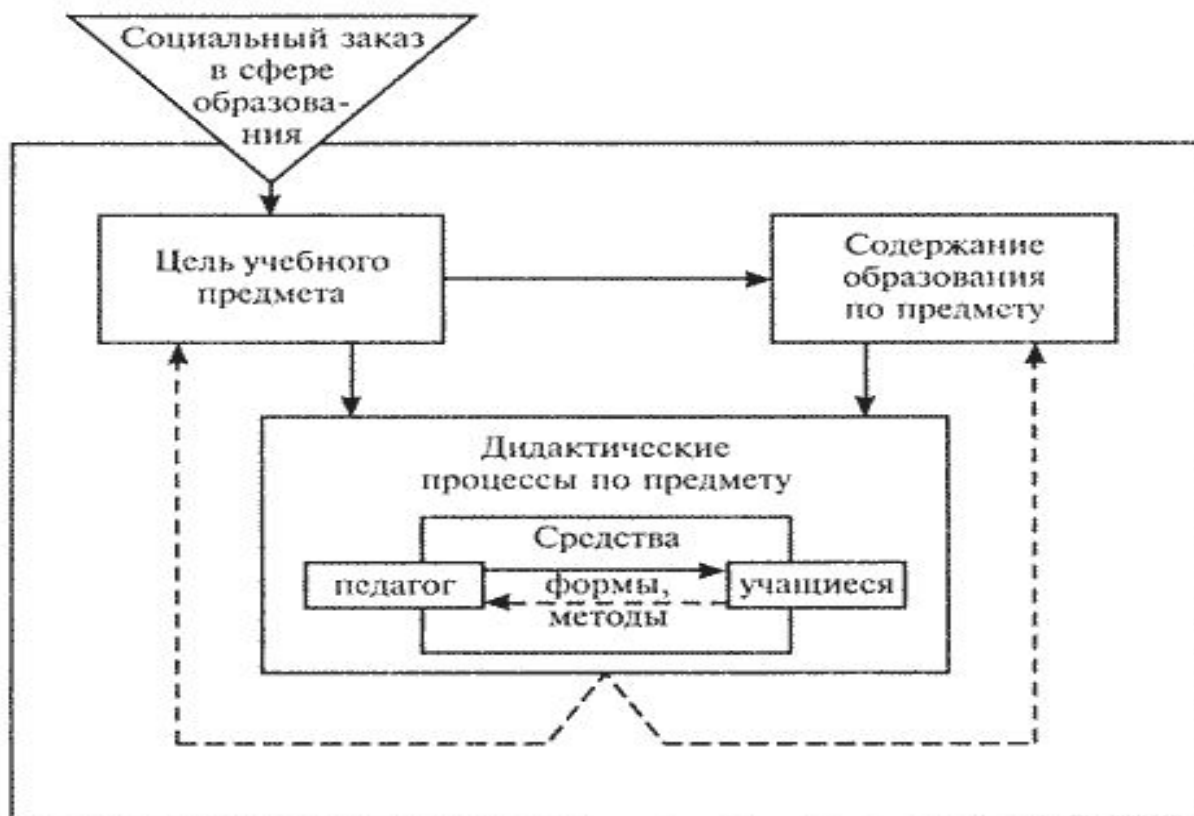 Социальный заказ
в сфере
образова-
ния
Цель учебного
предмета
Содержание
образования
по предмету
Дидактические
процессы по предмету
Средства
педагог
формы,
учащиеся
методы